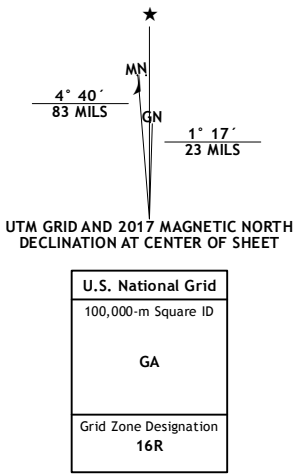 MN
4° 40´
83 MILS
GN
1° 17´
23 MILS
UTM GRID AND 2017 MAGNETIC NORTH
DECLINATION AT CENTER OF SHEET
U.S. National Grid
100,000-m Square ID
GA
Grid Zone Designation
16R